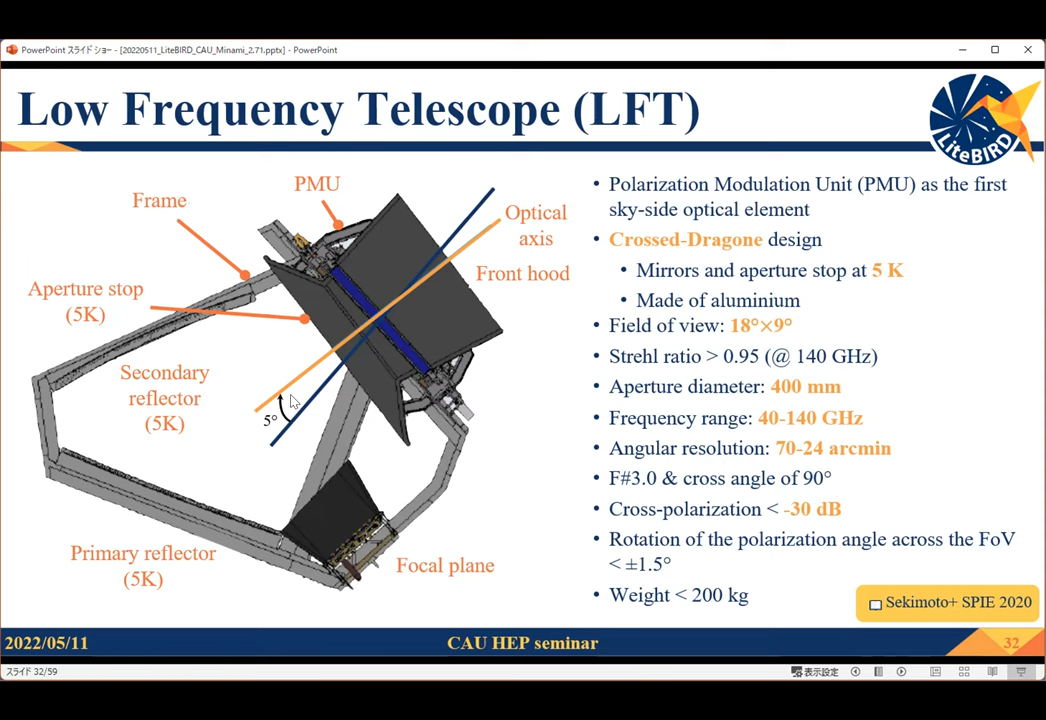 PowerPoint スライド ショー - [20220511_LiteBIRD_CAU_Minami_2.71.pptx] - PowerPoint
Low Frequency Telescope (LFT)
LiteBIRD
PMU
Frame
Optical
axis
Front hood
Aperture stop
(5K)
Secondary
reflector
(5K)
5°
Primary reflector
(5K)
Focal plane
• Polarization Modulation Unit (PMU) as the first
sky-side optical element
• Crossed-Dragone design
• Mirrors and aperture stop at 5 K
• Made of aluminium
• Field of view: 18°×9°
• Strehl ratio > 0.95 (@ 140 GHz)
• Aperture diameter: 400 mm
• Frequency range: 40-140 GHz
• Angular resolution: 70-24 arcmin
• F#3.0 & cross angle of 90°
• Cross-polarization < -30 dB
• Rotation of the polarization angle across the FoV
< ±1.5°
• Weight < 200 kg
Sekimoto+ SPIE 2020
2022/05/11
CAU HEP seminar
32
スライド 32/59
表示設定